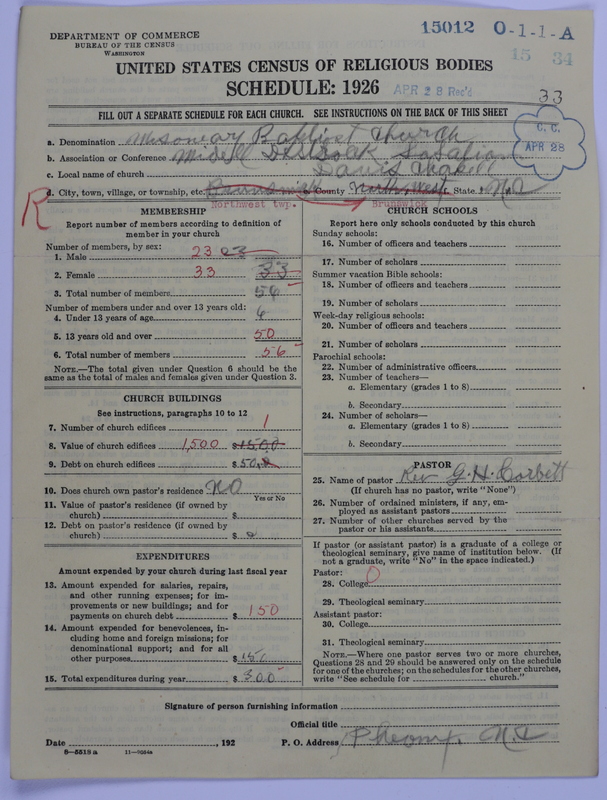 15012 O-1-1-A
15 34
DEPARTMENT OF COMMERCE
BUREAU OF THE CENSUS
WASHINGTON
UNITED STATES CENSUS OF RELIGIOUS BODIES
SCHEDULE: 1926 APR 28 Rec'd
33
FILL OUT A SEPARATE SCHEDULE FOR EACH CHURCH. SEE INSTRUCTIONS ON THE BACK OF THIS SHEET
C. C.
APR 28
a. Denomination Misonary Baptist Church
b. Association or Conference
c. Local name of church Davis Chapell
d. City, town, village, or township, etc. Brunswick County North West State N.C
R
Northwest twp. Brunswick
MEMBERSHIP
Report number of members according to definition of
member in your church
Number of members, by sex:
1. Male 23 23
2. Female 33 33
3. Total number of members 56
Number of members under and over 13 years old:
4. Under 13 years of age 6
5. 13 years old and over 50
6. Total number of members 56
NOTE.—The total given under Question 6 should be the
same as the total of males and females given under Question 3.
CHURCH BUILDINGS
See instructions, paragraphs 10 to 12
7. Number of church edifices 1
8. Value of church edifices 1,500 $1500
9. Debt on church edifices $50.
10. Does church own pastor's residence NO
Yes or No
11. Value of pastor's residence (if owned by
church) $
12. Debt on pastor's residence (if owned by
church) $
EXPENDITURES
Amount expended by your church during last fiscal year
13. Amount expended for salaries, repairs,
and other running expenses; for im-
provements or new buildings; and for
payments on church debt $150
14. Amount expended for benevolences, in-
cluding home and foreign missions; for
denominational support; and for all
other purposes $150
15. Total expenditures during year $300
CHURCH SCHOOLS
Report here only schools conducted by this church
Sunday schools:
16. Number of officers and teachers
17. Number of scholars
Summer vacation Bible schools:
18. Number of officers and teachers
19. Number of scholars
Week-day religious schools:
20. Number of officers and teachers
21. Number of scholars
Parochial schools:
22. Number of administrative officers
23. Number of teachers—
a. Elementary (grades 1 to 8)
b. Secondary
24. Number of scholars—
a. Elementary (grades 1 to 8)
b. Secondary
PASTOR
25. Name of pastor Rev G. H. Corbett
(If church has no pastor, write "None")
26. Number of ordained ministers, if any, em-
ployed as assistant pastors
27. Number of other churches served by the
pastor or his assistants
If pastor (or assistant pastor) is a graduate of a college or
theological seminary, give name of institution below. (If
not a graduate, write "No" in the space indicated.)
Pastor:
28. College 0
29. Theological seminary
Assistant pastor:
30. College
31. Theological seminary
NOTE.—Where one pastor serves two or more churches,
Questions 28 and 29 should be answered only on the schedule
for one of the churches; on the schedules for the other churches,
write "See schedule for church."
Signature of person furnishing information
Official title
Date , 192 P. O. Address N.C
8—5518 a 11—9054a